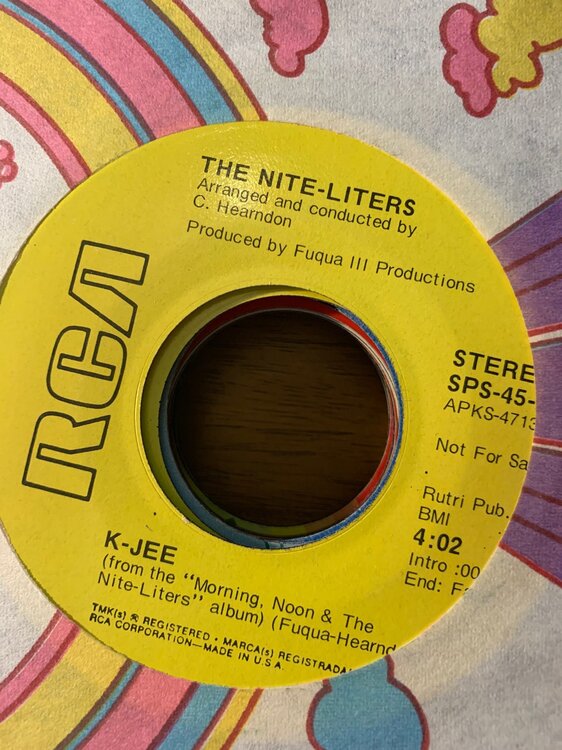 THE NITE-LITERS
Arranged and conducted by
C. Hearndon
Produced by Fuqua III Productions
RCA
STERE
SPS-45-
APKS-4713
Not For Sa
Rutri Pub.
BMI
4:02
Intro :00
End: Fa
K-JEE
(from the "Morning, Noon & The
Nite-Liters" album) (Fuqua-Hearnd
TMK(s) ® REGISTERED • MARCA(s) REGISTRADA
RCA CORPORATION—MADE IN U.S.A.